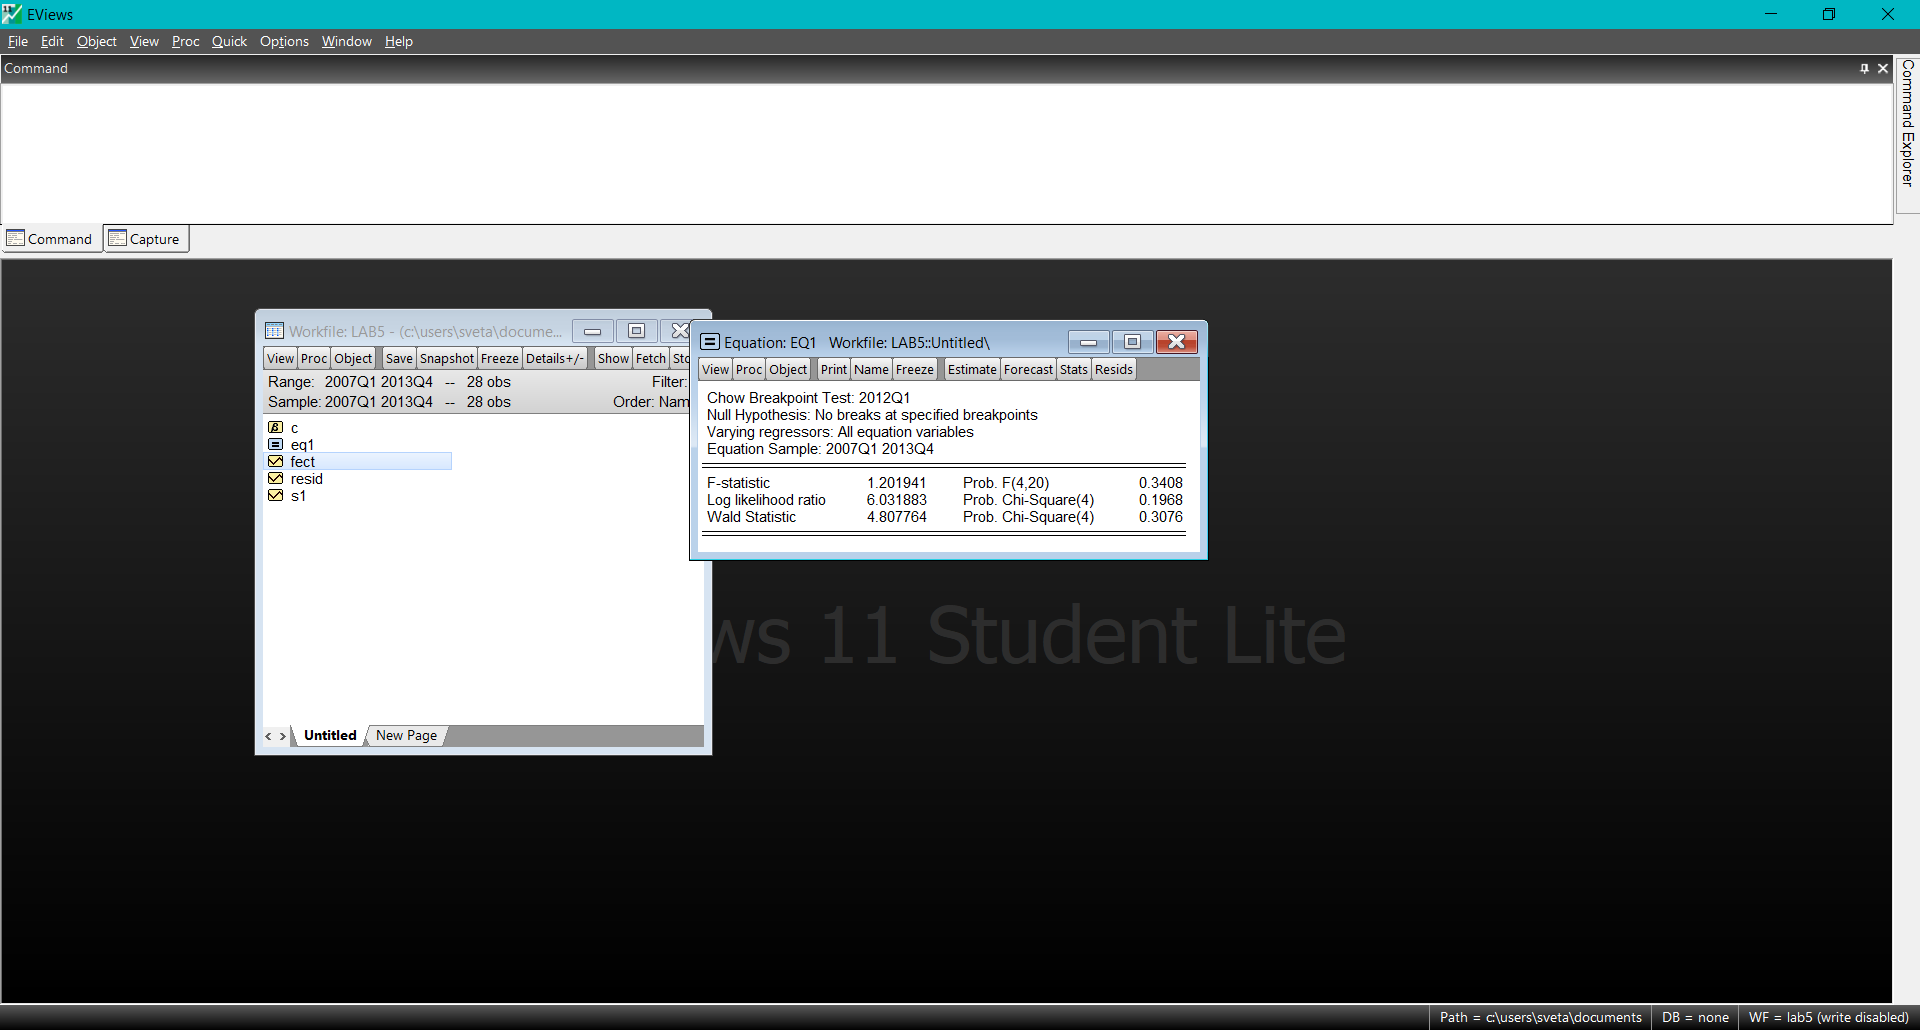 EViews
File Edit Object View Proc Quick Options Window Help
Command
Command Explorer
Command Capture
Workfile: LAB5 - (c:\users\sveta\docume...
View Proc Object Save Snapshot Freeze Details+/- Show Fetch Sto
Range: 2007Q1 2013Q4 -- 28 obs Filter:
Sample: 2007Q1 2013Q4 -- 28 obs Order: Nam
c
eq1
fect
resid
s1
< > Untitled New Page
Equation: EQ1 Workfile: LAB5::Untitled\
View Proc Object Print Name Freeze Estimate Forecast Stats Resids
Chow Breakpoint Test: 2012Q1
Null Hypothesis: No breaks at specified breakpoints
Varying regressors: All equation variables
Equation Sample: 2007Q1 2013Q4
F-statistic 1.201941 Prob. F(4,20) 0.3408
Log likelihood ratio 6.031883 Prob. Chi-Square(4) 0.1968
Wald Statistic 4.807764 Prob. Chi-Square(4) 0.3076
ws 11 Student Lite
Path = c:\users\sveta\documents DB = none WF = lab5 (write disabled)